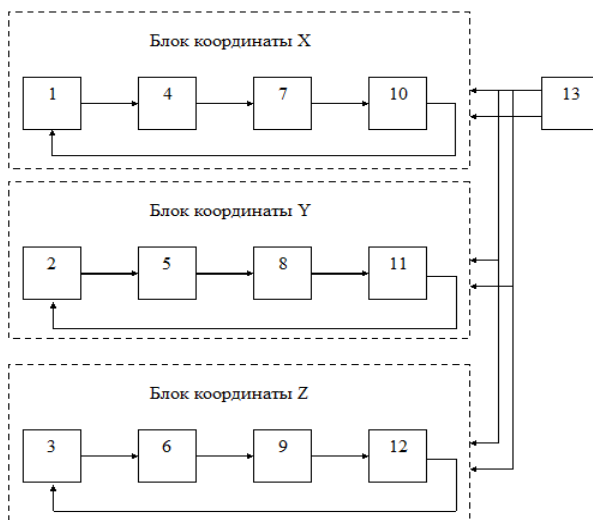 Блок координаты X
1 4 7 10 13
Блок координаты Y
2 5 8 11
Блок координаты Z
3 6 9 12